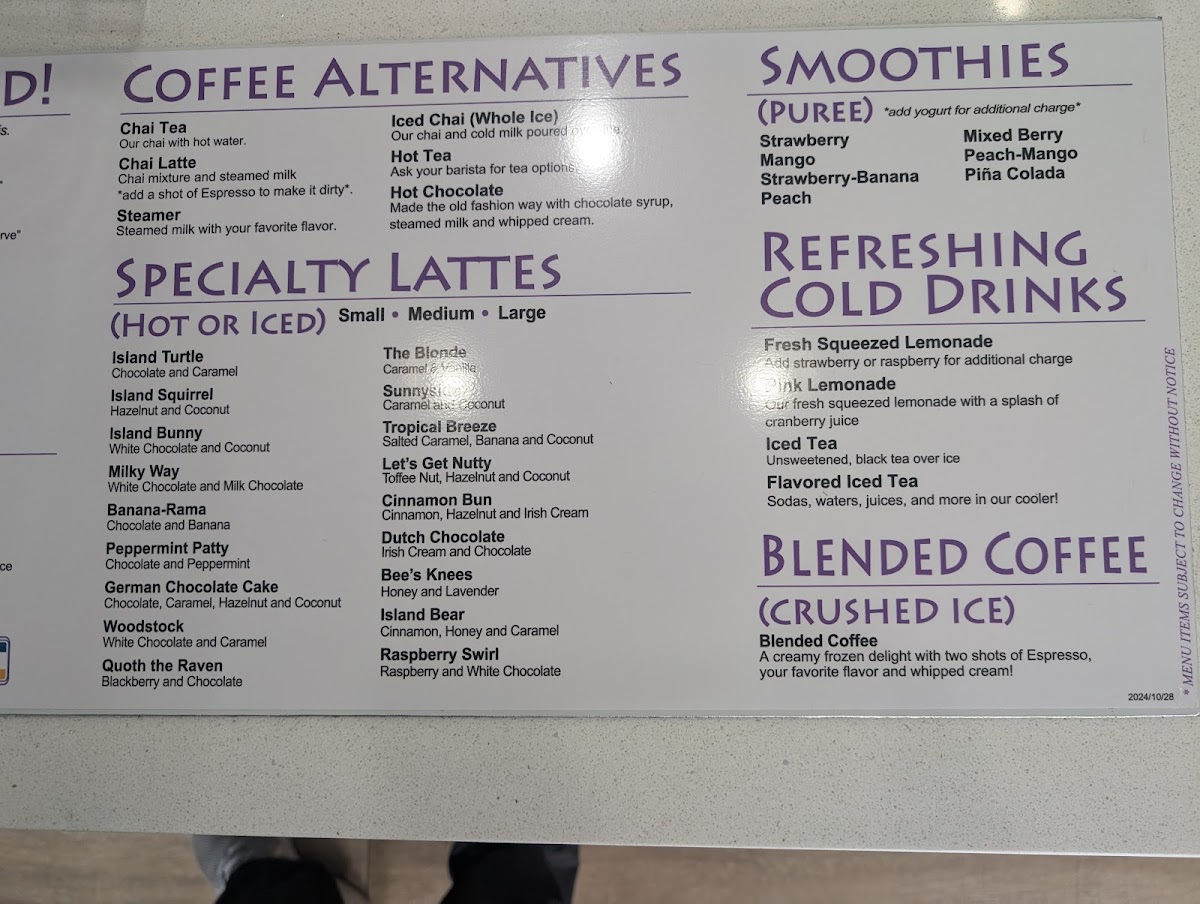 D!
s.
rve"
ce
COFFEE ALTERNATIVES
Chai Tea
Our chai with hot water.
Chai Latte
Chai mixture and steamed milk
*add a shot of Espresso to make it dirty*.
Steamer
Steamed milk with your favorite flavor.
Iced Chai (Whole Ice)
Our chai and cold milk poured over ice.
Hot Tea
Ask your barista for tea options.
Hot Chocolate
Made the old fashion way with chocolate syrup,
steamed milk and whipped cream.
SPECIALTY LATTES
(HOT OR ICED) Small • Medium • Large
Island Turtle
Chocolate and Caramel
Island Squirrel
Hazelnut and Coconut
Island Bunny
White Chocolate and Coconut
Milky Way
White Chocolate and Milk Chocolate
Banana-Rama
Chocolate and Banana
Peppermint Patty
Chocolate and Peppermint
German Chocolate Cake
Chocolate, Caramel, Hazelnut and Coconut
Woodstock
White Chocolate and Caramel
Quoth the Raven
Blackberry and Chocolate
The Blonde
Caramel & Vanilla
Sunnyside
Caramel and Coconut
Tropical Breeze
Salted Caramel, Banana and Coconut
Let's Get Nutty
Toffee Nut, Hazelnut and Coconut
Cinnamon Bun
Cinnamon, Hazelnut and Irish Cream
Dutch Chocolate
Irish Cream and Chocolate
Bee's Knees
Honey and Lavender
Island Bear
Cinnamon, Honey and Caramel
Raspberry Swirl
Raspberry and White Chocolate
SMOOTHIES
(PUREE) *add yogurt for additional charge*
Strawberry
Mango
Strawberry-Banana
Peach
Mixed Berry
Peach-Mango
Piña Colada
REFRESHING
COLD DRINKS
Fresh Squeezed Lemonade
Add strawberry or raspberry for additional charge
Pink Lemonade
Our fresh squeezed lemonade with a splash of
cranberry juice
Iced Tea
Unsweetened, black tea over ice
Flavored Iced Tea
Sodas, waters, juices, and more in our cooler!
BLENDED COFFEE
(CRUSHED ICE)
Blended Coffee
A creamy frozen delight with two shots of Espresso,
your favorite flavor and whipped cream!
2024/10/28
* MENU ITEMS SUBJECT TO CHANGE WITHOUT NOTICE